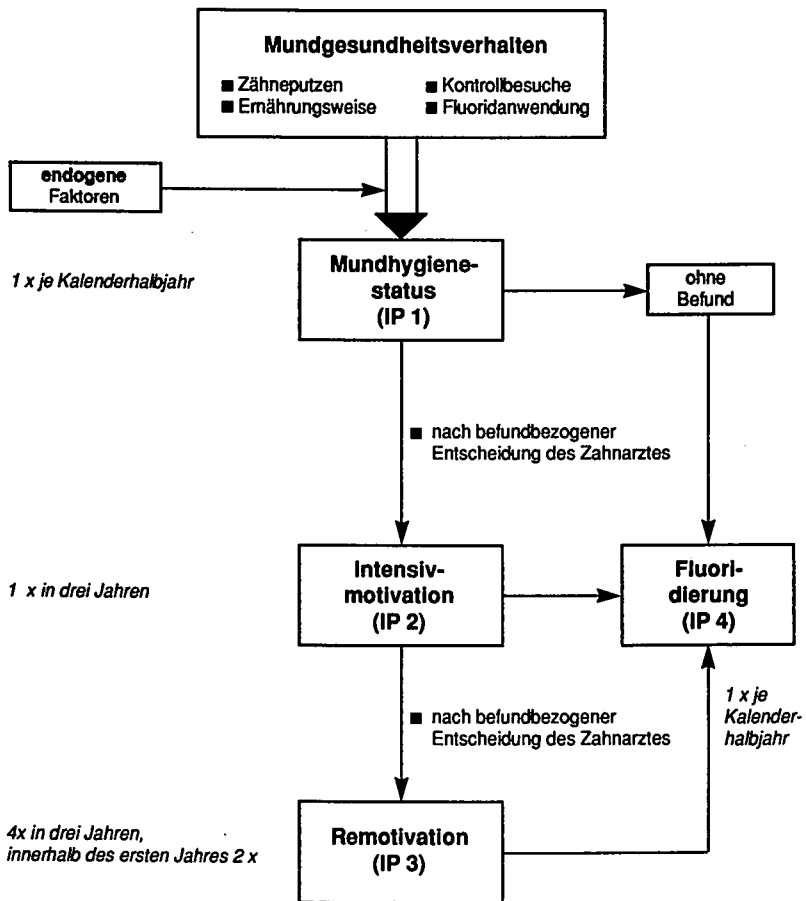 Mundgesundheitsverhalten
■ Zähneputzen ■ Kontrollbesuche
■ Ernährungsweise ■ Fluoridanwendung
endogene
Faktoren
1 x je Kalenderhalbjahr
Mundhygiene-
status
(IP 1)
ohne
Befund
■ nach befundbezogener
Entscheidung des Zahnarztes
1 x in drei Jahren
Intensiv-
motivation
(IP 2)
Fluori-
dierung
(IP 4)
■ nach befundbezogener
Entscheidung des Zahnarztes
1 x je
Kalender-
halbjahr
4x in drei Jahren,
innerhalb des ersten Jahres 2 x
Remotivation
(IP 3)